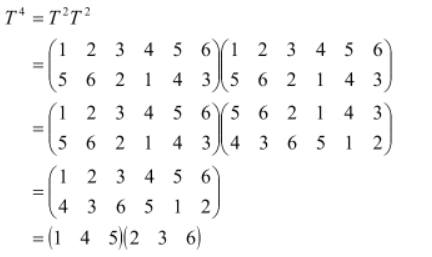 T⁴ = T²T²
= (1 2 3 4 5 6)(1 2 3 4 5 6)
(5 6 2 1 4 3)(5 6 2 1 4 3)
= (1 2 3 4 5 6)(5 6 2 1 4 3)
(5 6 2 1 4 3)(4 3 6 5 1 2)
= (1 2 3 4 5 6)
(4 3 6 5 1 2)
= (1 4 5)(2 3 6)